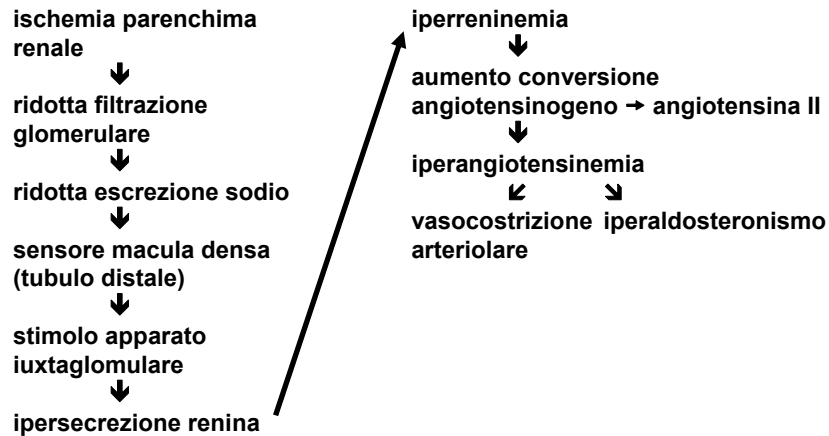 ischemia parenchima
renale
ridotta filtrazione
glomerulare
ridotta escrezione sodio
sensore macula densa
(tubulo distale)
stimolo apparato
iuxtaglomulare
ipersecrezione renina
iperreninemia
aumento conversione
angiotensinogeno → angiotensina II
iperangiotensinemia
vasocostrizione iperaldosteronismo
arteriolare